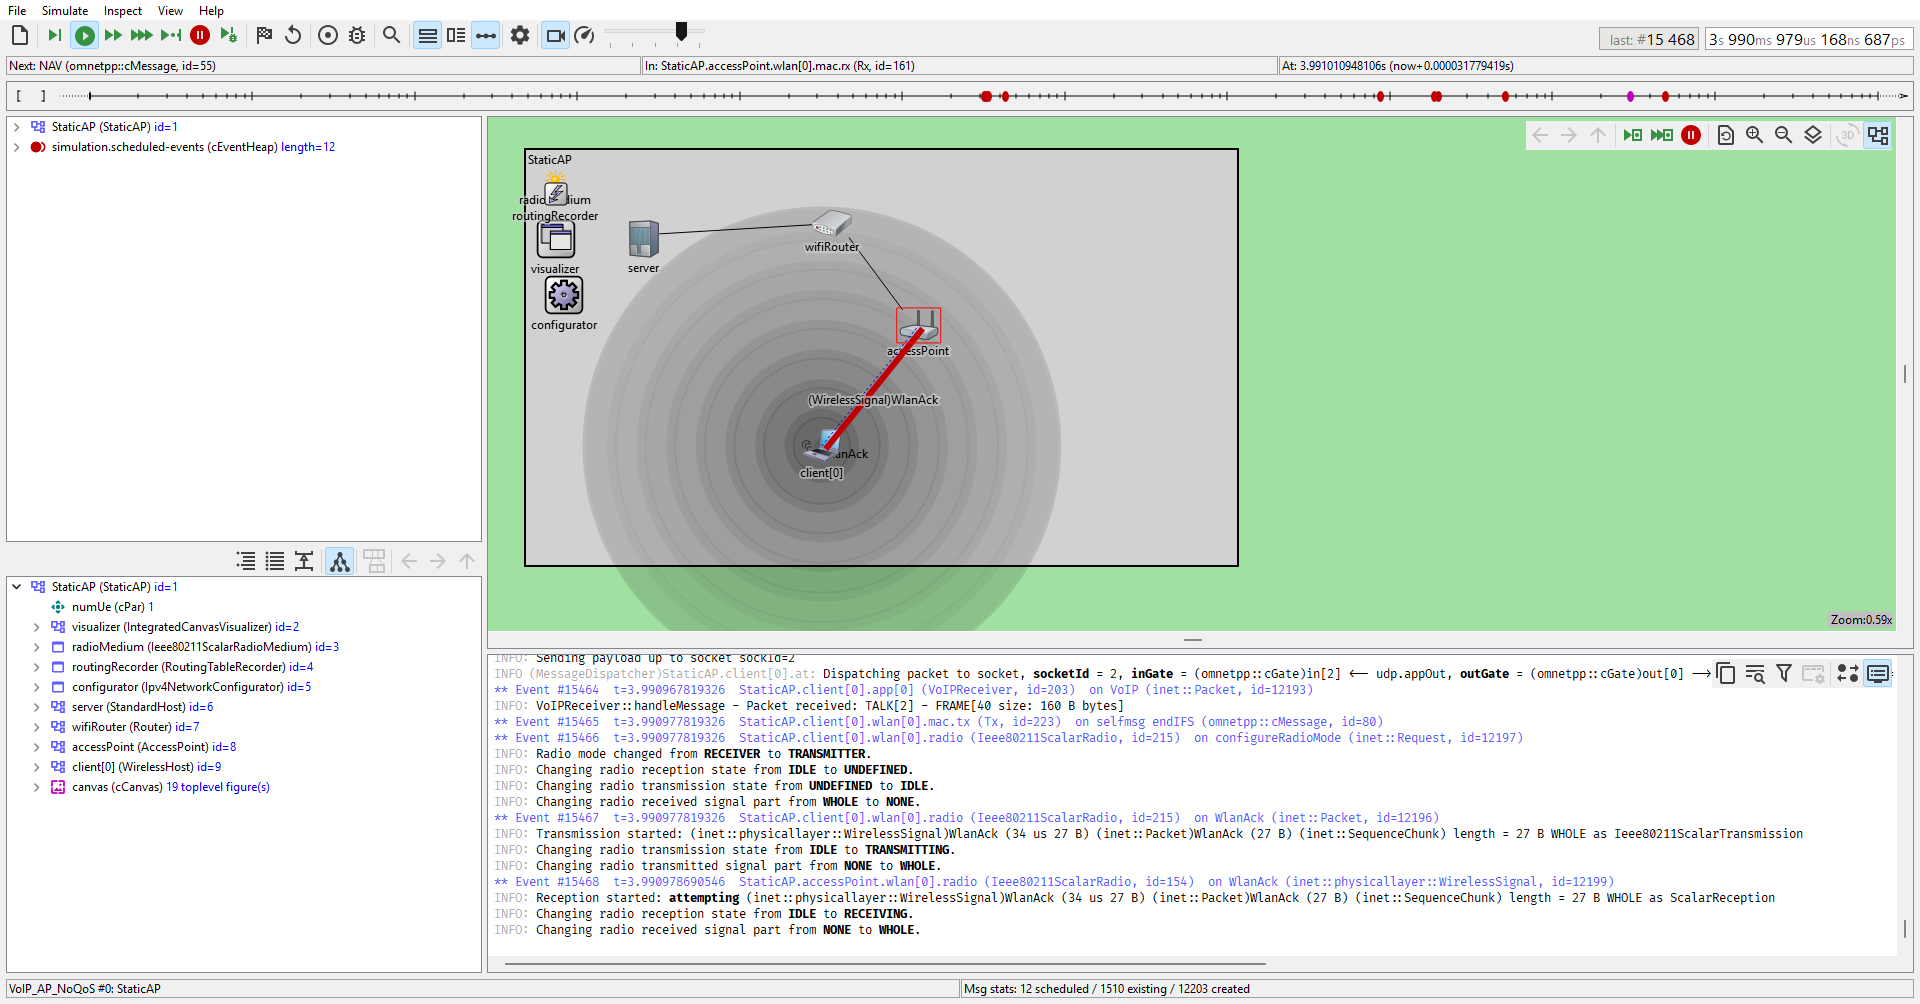 File Simulate Inspect View Help
last: #15 468
3s 990ms 979us 168ns 687ps
Next: NAV (omnetpp::cMessage, id=55)
In: StaticAP.accessPoint.wlan[0].mac.rx (Rx, id=161)
At: 3.991010948106s (now+0.000031779419s)
StaticAP (StaticAP) id=1
simulation.scheduled-events (cEventHeap) length=12
StaticAP (StaticAP) id=1
numUe (cPar) 1
visualizer (IntegratedCanvasVisualizer) id=2
radioMedium (Ieee80211ScalarRadioMedium) id=3
routingRecorder (RoutingTableRecorder) id=4
configurator (Ipv4NetworkConfigurator) id=5
server (StandardHost) id=6
wifiRouter (Router) id=7
accessPoint (AccessPoint) id=8
client[0] (WirelessHost) id=9
canvas (cCanvas) 19 toplevel figure(s)
3D
StaticAP
routingRecorder
visualizer
configurator
server
wifiRouter
accessPoint
(WirelessSignal)WlanAck
client[0]
Zoom:0.59x
INFO: Sending payload up to socket sockId=2
INFO (MessageDispatcher)StaticAP.client[0].at: Dispatching packet to socket, socketId = 2, inGate = (omnetpp::cGate)in[2] <-- udp.appOut, outGate = (omnetpp::cGate)out[0] -->
** Event #15464 t=3.990967819326 StaticAP.client[0].app[0] (VoIPReceiver, id=203) on VoIP (inet::Packet, id=12193)
INFO: VoIPReceiver::handleMessage - Packet received: TALK[2] - FRAME[40 size: 160 B bytes]
** Event #15465 t=3.990977819326 StaticAP.client[0].wlan[0].mac.tx (Tx, id=223) on selfmsg endIFS (omnetpp::cMessage, id=80)
** Event #15466 t=3.990977819326 StaticAP.client[0].wlan[0].radio (Ieee80211ScalarRadio, id=215) on configureRadioMode (inet::Request, id=12197)
INFO: Radio mode changed from RECEIVER to TRANSMITTER.
INFO: Changing radio reception state from IDLE to UNDEFINED.
INFO: Changing radio transmission state from UNDEFINED to IDLE.
INFO: Changing radio received signal part from WHOLE to NONE.
** Event #15467 t=3.990977819326 StaticAP.client[0].wlan[0].radio (Ieee80211ScalarRadio, id=215) on WlanAck (inet::Packet, id=12196)
INFO: Transmission started: (inet::physicallayer::WirelessSignal)WlanAck (34 us 27 B) (inet::Packet)WlanAck (27 B) (inet::SequenceChunk) length = 27 B WHOLE as Ieee80211ScalarTransmission
INFO: Changing radio transmission state from IDLE to TRANSMITTING.
INFO: Changing radio transmitted signal part from NONE to WHOLE.
** Event #15468 t=3.990978690546 StaticAP.accessPoint.wlan[0].radio (Ieee80211ScalarRadio, id=154) on WlanAck (inet::physicallayer::WirelessSignal, id=12199)
INFO: Reception started: attempting (inet::physicallayer::WirelessSignal)WlanAck (34 us 27 B) (inet::Packet)WlanAck (27 B) (inet::SequenceChunk) length = 27 B WHOLE as ScalarReception
INFO: Changing radio reception state from IDLE to RECEIVING.
INFO: Changing radio received signal part from NONE to WHOLE.
VoIP_AP_NoQoS #0: StaticAP
Msg stats: 12 scheduled / 1510 existing / 12203 created